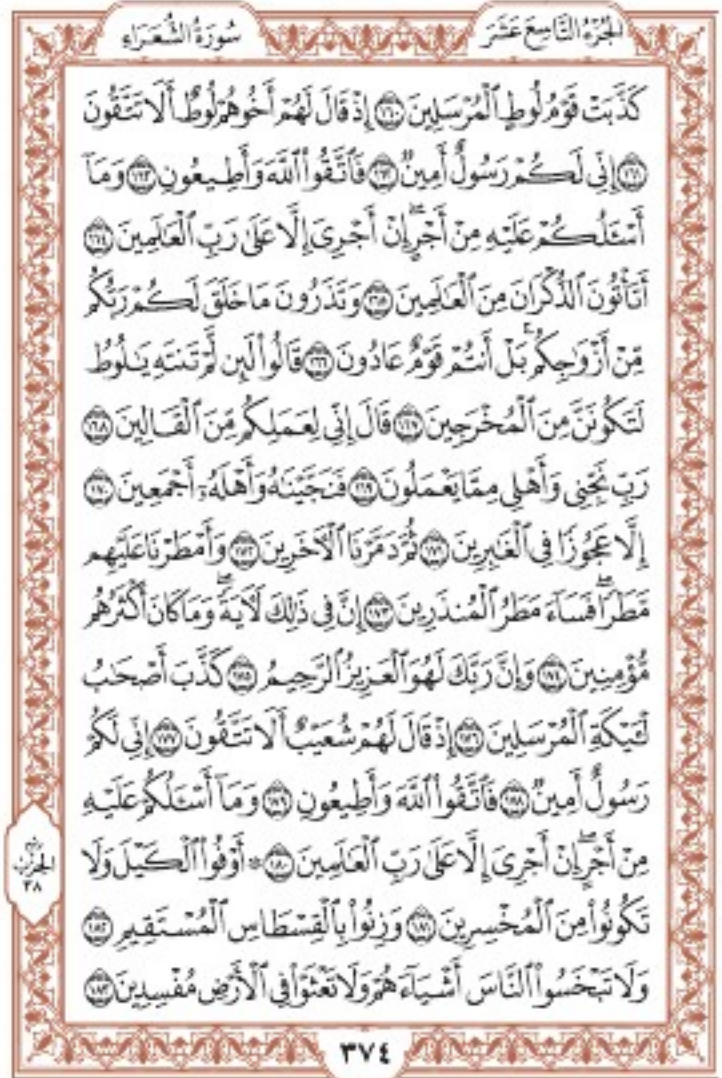 الجزء التاسع عشر
سورة الشعراء
كَذَّبَتْ قَوْمُ لُوطٍ ٱلْمُرْسَلِينَ ١٦٠ إِذْ قَالَ لَهُمْ أَخُوهُمْ لُوطٌ أَلَا تَتَّقُونَ
١٦١ إِنِّي لَكُمْ رَسُولٌ أَمِينٌ ١٦٢ فَٱتَّقُوا۟ ٱللَّهَ وَأَطِيعُونِ ١٦٣ وَمَآ
أَسْـَٔلُكُمْ عَلَيْهِ مِنْ أَجْرٍ ۖ إِنْ أَجْرِىَ إِلَّا عَلَىٰ رَبِّ ٱلْعَـٰلَمِينَ ١٦٤
أَتَأْتُونَ ٱلذُّكْرَانَ مِنَ ٱلْعَـٰلَمِينَ ١٦٥ وَتَذَرُونَ مَا خَلَقَ لَكُمْ رَبُّكُم
مِّنْ أَزْوَٰجِكُم ۚ بَلْ أَنتُمْ قَوْمٌ عَادُونَ ١٦٦ قَالُوا۟ لَئِن لَّمْ تَنتَهِ يَـٰلُوطُ
لَتَكُونَنَّ مِنَ ٱلْمُخْرَجِينَ ١٦٧ قَالَ إِنِّى لِعَمَلِكُم مِّنَ ٱلْقَالِينَ ١٦٨
رَبِّ نَجِّنِى وَأَهْلِى مِمَّا يَعْمَلُونَ ١٦٩ فَنَجَّيْنَـٰهُ وَأَهْلَهُۥٓ أَجْمَعِينَ ١٧٠
إِلَّا عَجُوزًا فِى ٱلْغَـٰبِرِينَ ١٧١ ثُمَّ دَمَّرْنَا ٱلْـَٔاخَرِينَ ١٧٢ وَأَمْطَرْنَا عَلَيْهِم
مَّطَرًا ۖ فَسَآءَ مَطَرُ ٱلْمُنذَرِينَ ١٧٣ إِنَّ فِى ذَٰلِكَ لَـَٔايَةً ۖ وَمَا كَانَ أَكْثَرُهُم
مُّؤْمِنِينَ ١٧٤ وَإِنَّ رَبَّكَ لَهُوَ ٱلْعَزِيزُ ٱلرَّحِيمُ ١٧٥ كَذَّبَ أَصْحَـٰبُ
لْـَٔيْكَةِ ٱلْمُرْسَلِينَ ١٧٦ إِذْ قَالَ لَهُمْ شُعَيْبٌ أَلَا تَتَّقُونَ ١٧٧ إِنِّى لَكُمْ
رَسُولٌ أَمِينٌ ١٧٨ فَٱتَّقُوا۟ ٱللَّهَ وَأَطِيعُونِ ١٧٩ وَمَآ أَسْـَٔلُكُمْ عَلَيْهِ
مِنْ أَجْرٍ ۖ إِنْ أَجْرِىَ إِلَّا عَلَىٰ رَبِّ ٱلْعَـٰلَمِينَ ١٨٠ ۞ أَوْفُوا۟ ٱلْكَيْلَ وَلَا
تَكُونُوا۟ مِنَ ٱلْمُخْسِرِينَ ١٨١ وَزِنُوا۟ بِٱلْقِسْطَاسِ ٱلْمُسْتَقِيمِ ١٨٢
وَلَا تَبْخَسُوا۟ ٱلنَّاسَ أَشْيَآءَهُمْ وَلَا تَعْثَوْا۟ فِى ٱلْأَرْضِ مُفْسِدِينَ ١٨٣
ربع
الحزب
٣٨
٣٧٤